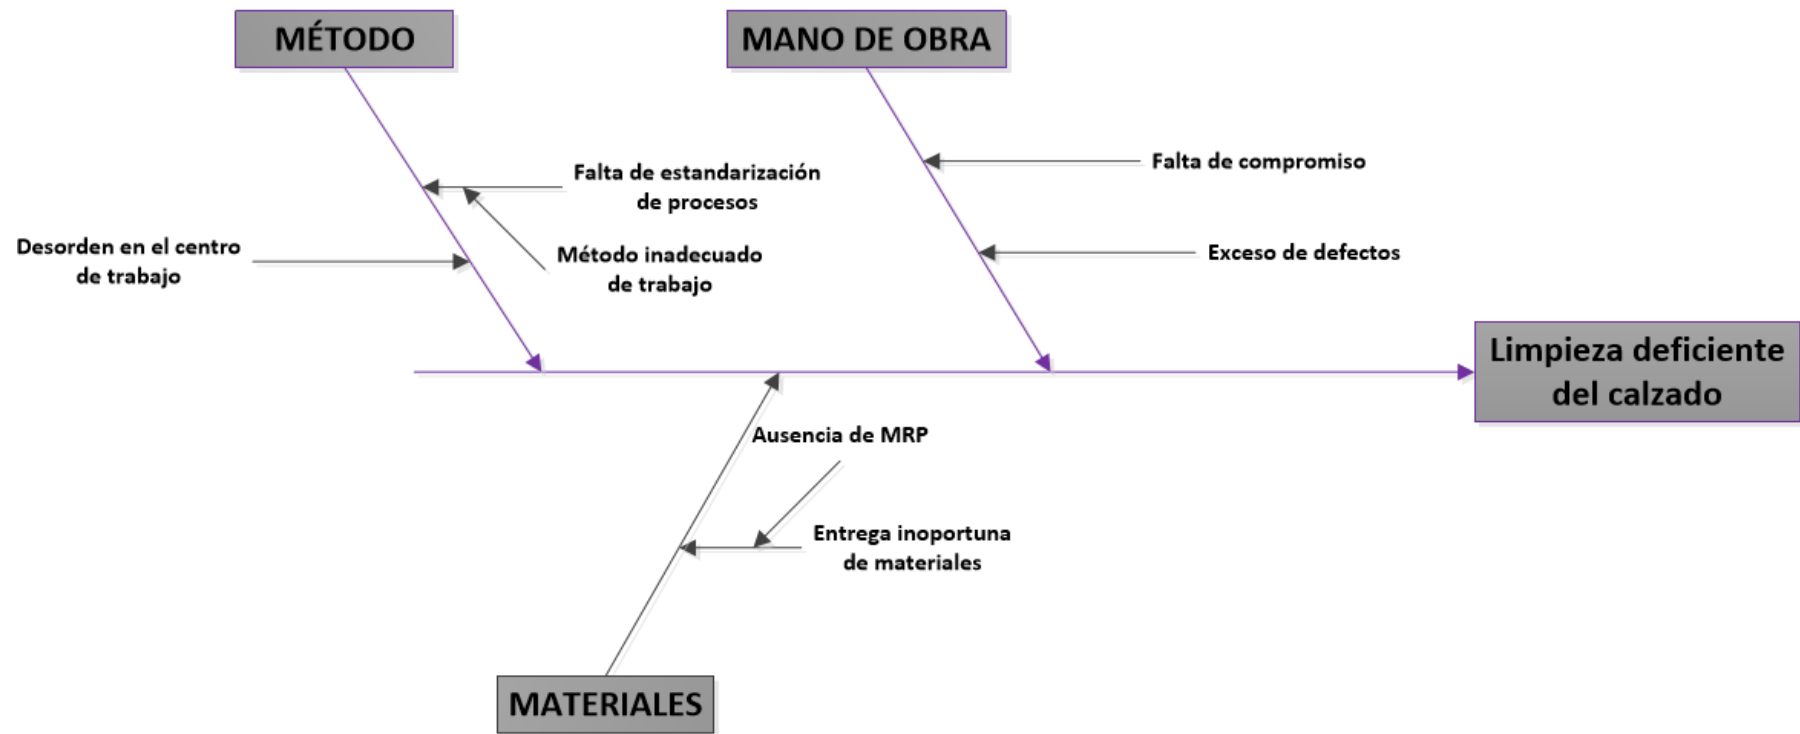 MÉTODO
MANO DE OBRA
Falta de compromiso
Falta de estandarización
de procesos
Desorden en el centro
de trabajo
Método inadecuado
de trabajo
Exceso de defectos
Limpieza deficiente
del calzado
Ausencia de MRP
Entrega inoportuna
de materiales
MATERIALES